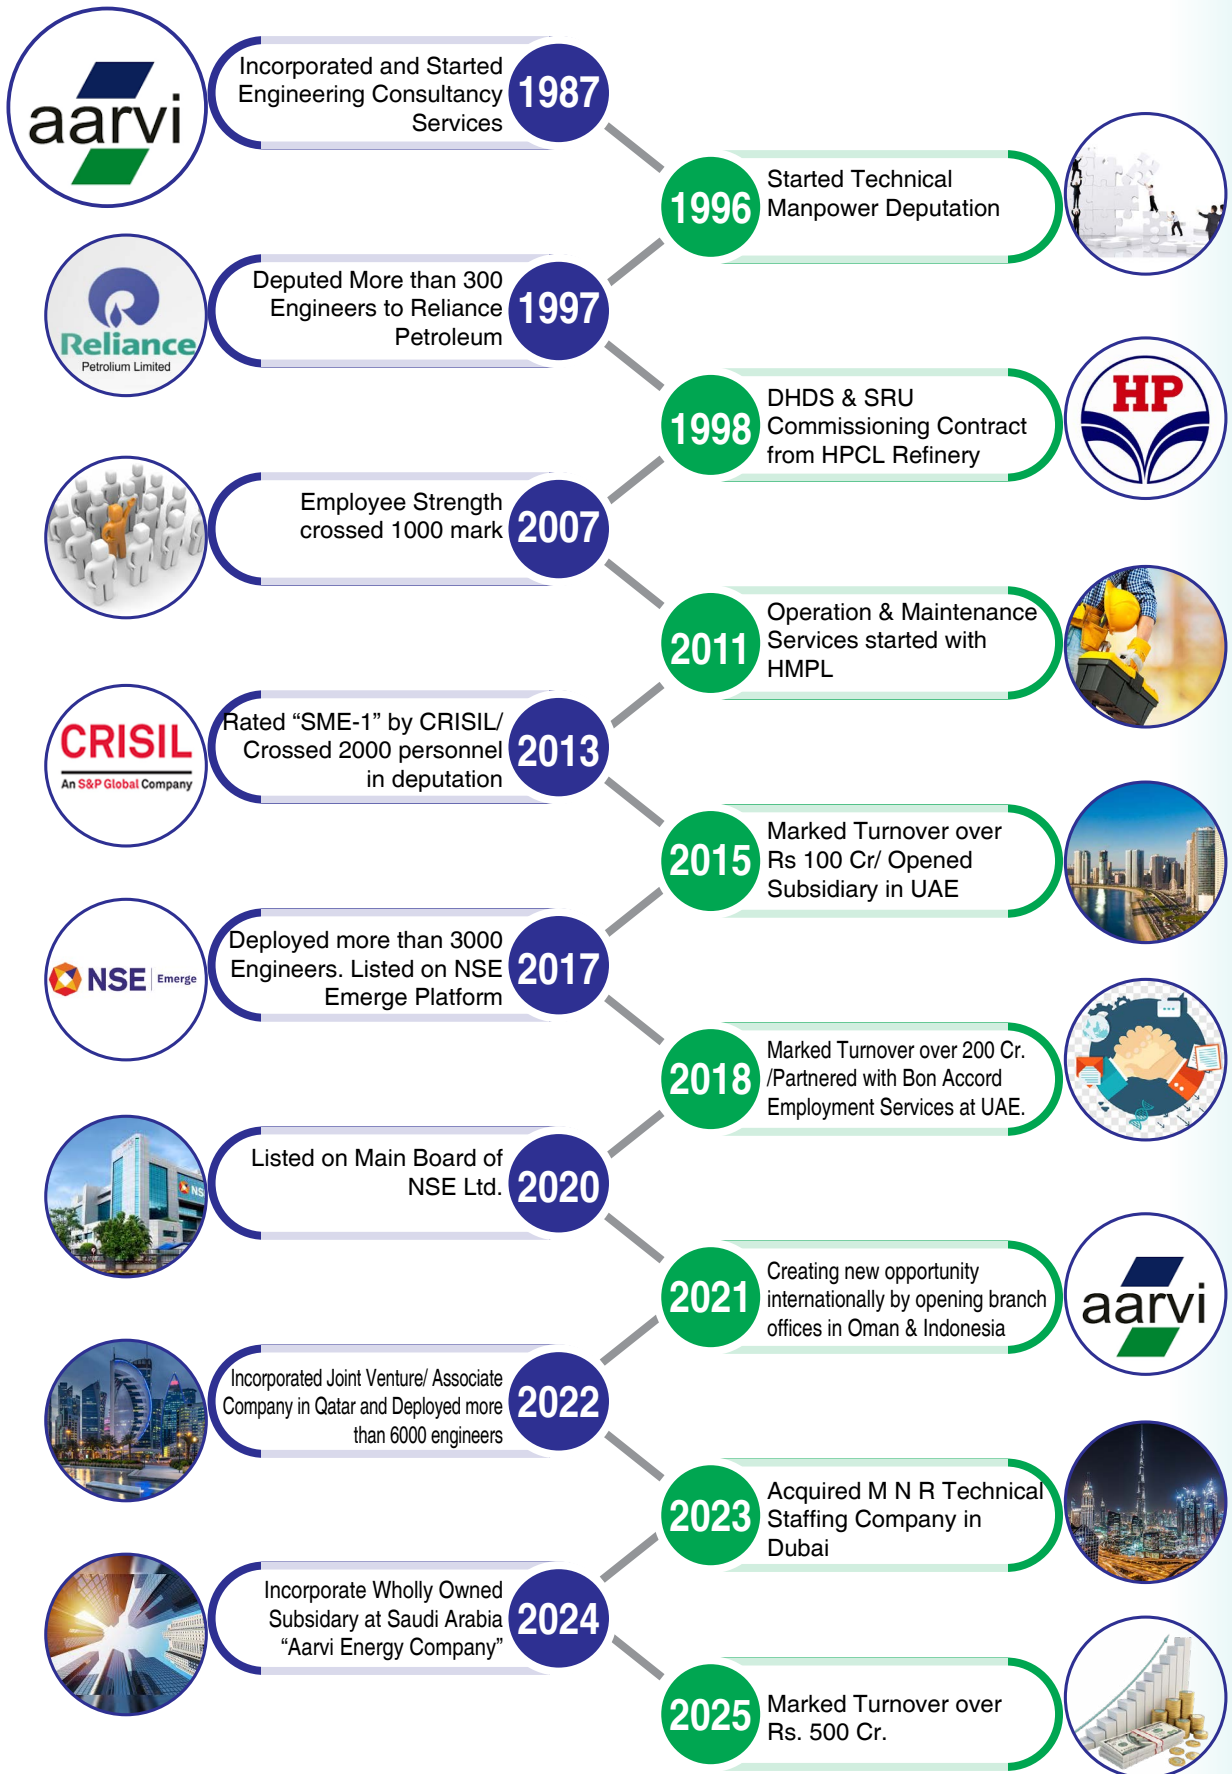 aarvi
Incorporated and Started
Engineering Consultancy
Services
1987
1996
Started Technical
Manpower Deputation
Reliance
Petrolium Limited
Deputed More than 300
Engineers to Reliance
Petroleum
1997
1998
DHDS & SRU
Commissioning Contract
from HPCL Refinery
HP
Employee Strength
crossed 1000 mark
2007
2011
Operation & Maintenance
Services started with
HMPL
CRISIL
An S&P Global Company
Rated “SME-1” by CRISIL/
Crossed 2000 personnel
in deputation
2013
2015
Marked Turnover over
Rs 100 Cr/ Opened
Subsidiary in UAE
NSE Emerge
Deployed more than 3000
Engineers. Listed on NSE
Emerge Platform
2017
2018
Marked Turnover over 200 Cr.
/Partnered with Bon Accord
Employment Services at UAE.
NS
Listed on Main Board of
NSE Ltd.
2020
2021
Creating new opportunity
internationally by opening branch
offices in Oman & Indonesia
aarvi
Incorporated Joint Venture/ Associate
Company in Qatar and Deployed more
than 6000 engineers
2022
2023
Acquired M N R Technical
Staffing Company in
Dubai
Incorporate Wholly Owned
Subsidary at Saudi Arabia
“Aarvi Energy Company”
2024
2025
Marked Turnover over
Rs. 500 Cr.